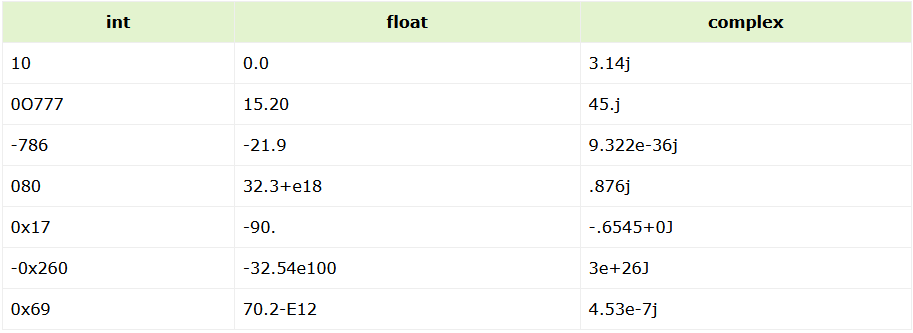 int float complex
10 0.0 3.14j
0O777 15.20 45.j
-786 -21.9 9.322e-36j
080 32.3+e18 .876j
0x17 -90. -.6545+0J
-0x260 -32.54e100 3e+26J
0x69 70.2-E12 4.53e-7j